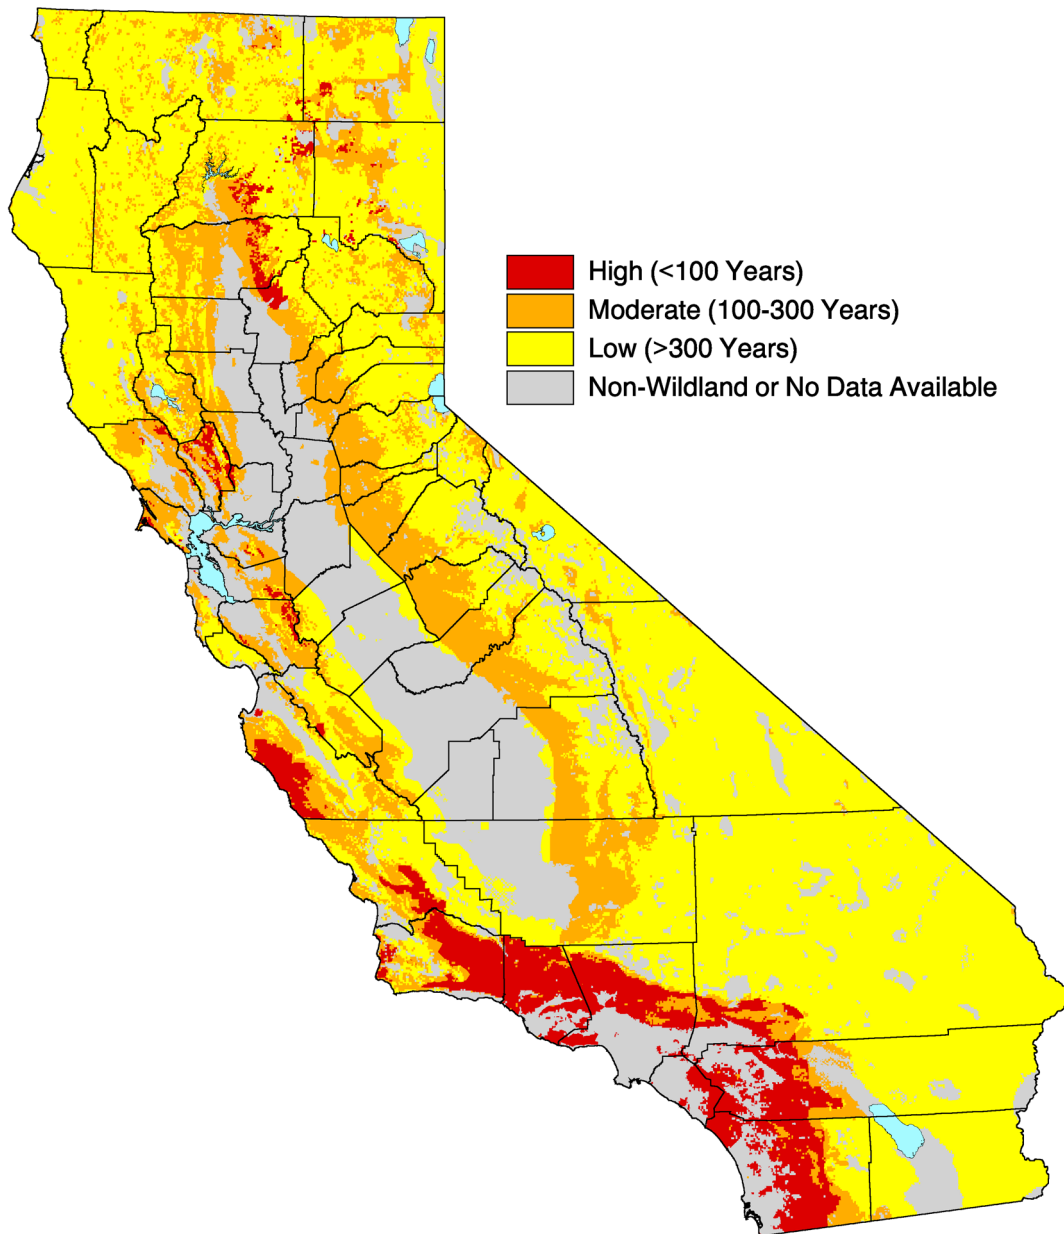 High (<100 Years)
Moderate (100-300 Years)
Low (>300 Years)
Non-Wildland or No Data Available